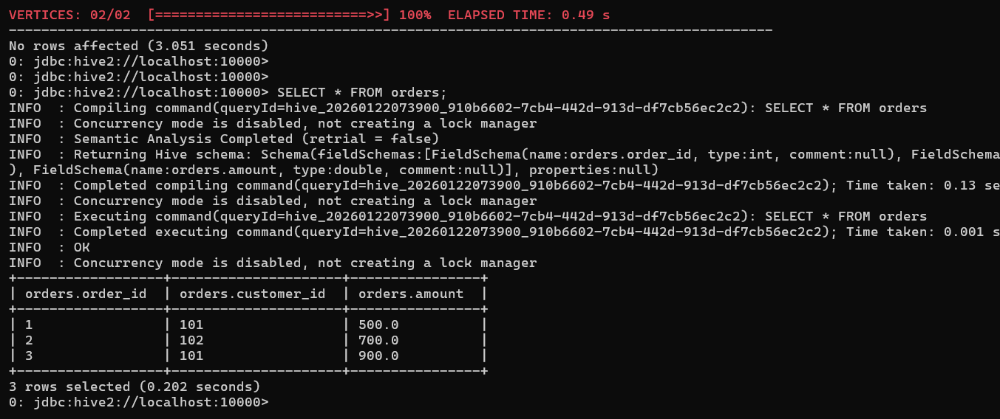 VERTICES: 02/02  [==========================>>] 100%  ELAPSED TIME: 0.49 s
----------------------------------------------------------------------------------------------
No rows affected (3.051 seconds)
0: jdbc:hive2://localhost:10000>
0: jdbc:hive2://localhost:10000>
0: jdbc:hive2://localhost:10000> SELECT * FROM orders;
INFO  : Compiling command(queryId=hive_20260122073900_910b6602-7cb4-442d-913d-df7cb56ec2c2): SELECT * FROM orders
INFO  : Concurrency mode is disabled, not creating a lock manager
INFO  : Semantic Analysis Completed (retrial = false)
INFO  : Returning Hive schema: Schema(fieldSchemas:[FieldSchema(name:orders.order_id, type:int, comment:null), FieldSchema
), FieldSchema(name:orders.amount, type:double, comment:null)], properties:null)
INFO  : Completed compiling command(queryId=hive_20260122073900_910b6602-7cb4-442d-913d-df7cb56ec2c2); Time taken: 0.13 se
INFO  : Concurrency mode is disabled, not creating a lock manager
INFO  : Executing command(queryId=hive_20260122073900_910b6602-7cb4-442d-913d-df7cb56ec2c2): SELECT * FROM orders
INFO  : Completed executing command(queryId=hive_20260122073900_910b6602-7cb4-442d-913d-df7cb56ec2c2); Time taken: 0.001 s
INFO  : OK
INFO  : Concurrency mode is disabled, not creating a lock manager
+------------------+---------------------+----------------+
| orders.order_id  | orders.customer_id  | orders.amount  |
+------------------+---------------------+----------------+
| 1                | 101                 | 500.0          |
| 2                | 102                 | 700.0          |
| 3                | 101                 | 900.0          |
+------------------+---------------------+----------------+
3 rows selected (0.202 seconds)
0: jdbc:hive2://localhost:10000>